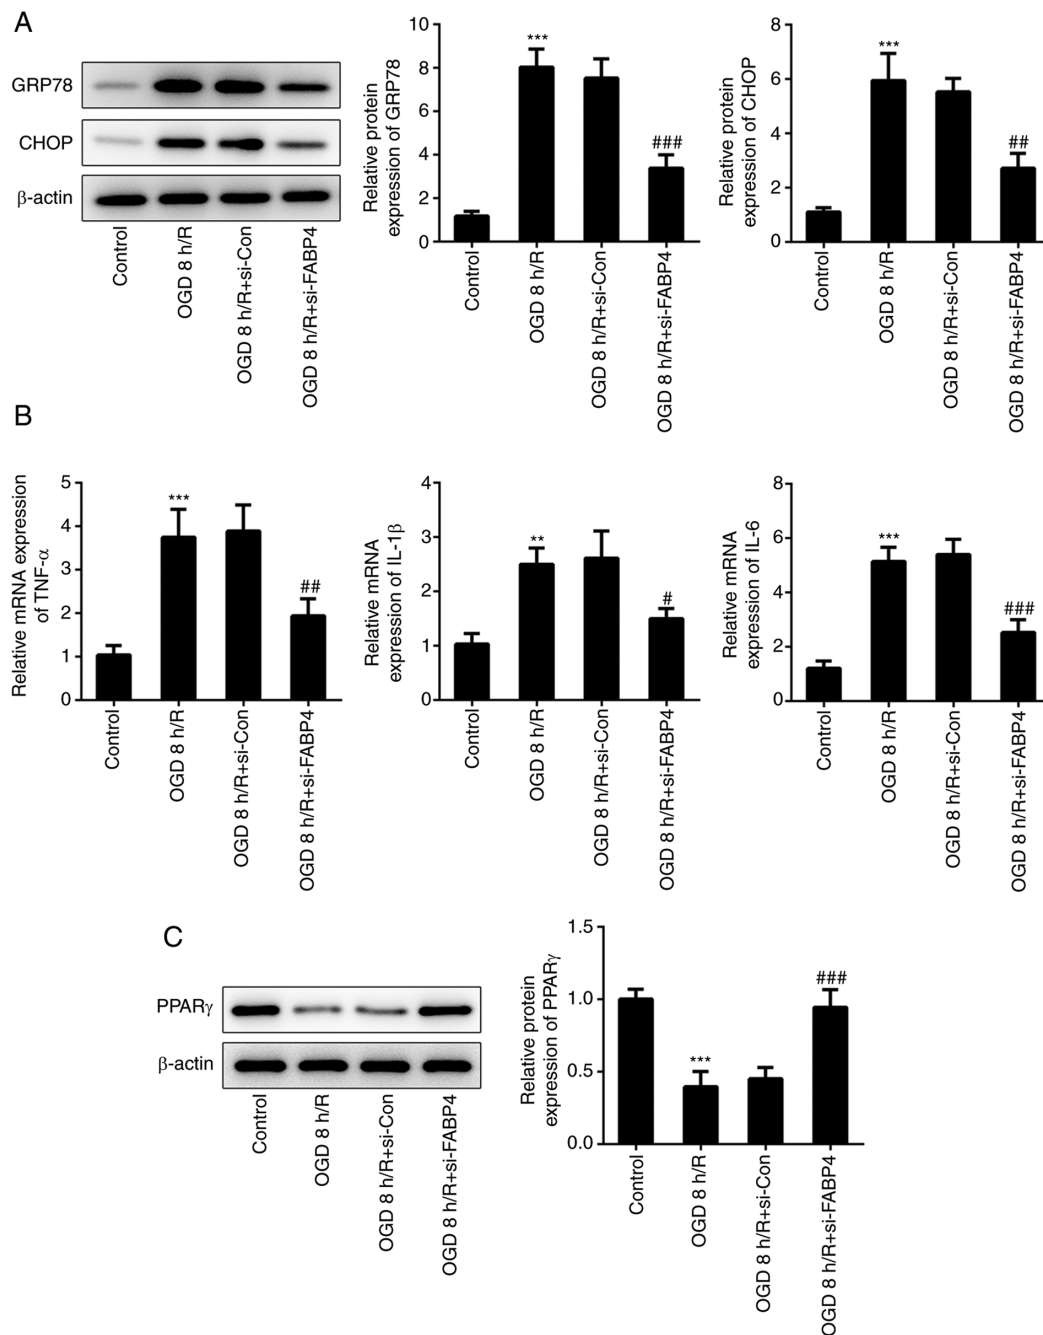 A
GRP78
CHOP
β-actin
Control
OGD 8 h/R
OGD 8 h/R+si-Con
OGD 8 h/R+si-FABP4
Relative protein
expression of GRP78
10
8
6
4
2
0
***
###
Control
OGD 8 h/R
OGD 8 h/R+si-Con
OGD 8 h/R+si-FABP4
Relative protein
expression of CHOP
8
6
4
2
0
***
##
Control
OGD 8 h/R
OGD 8 h/R+si-Con
OGD 8 h/R+si-FABP4
B
Relative mRNA expression
of TNF-α
5
4
3
2
1
0
***
##
Control
OGD 8 h/R
OGD 8 h/R+si-Con
OGD 8 h/R+si-FABP4
Relative mRNA
expression of IL-1β
4
3
2
1
0
**
#
Control
OGD 8 h/R
OGD 8 h/R+si-Con
OGD 8 h/R+si-FABP4
Relative mRNA
expression of IL-6
8
6
4
2
0
***
###
Control
OGD 8 h/R
OGD 8 h/R+si-Con
OGD 8 h/R+si-FABP4
C
PPARγ
β-actin
Control
OGD 8 h/R
OGD 8 h/R+si-Con
OGD 8 h/R+si-FABP4
Relative protein
expression of PPARγ
1.5
1.0
0.5
0.0
***
###
Control
OGD 8 h/R
OGD 8 h/R+si-Con
OGD 8 h/R+si-FABP4